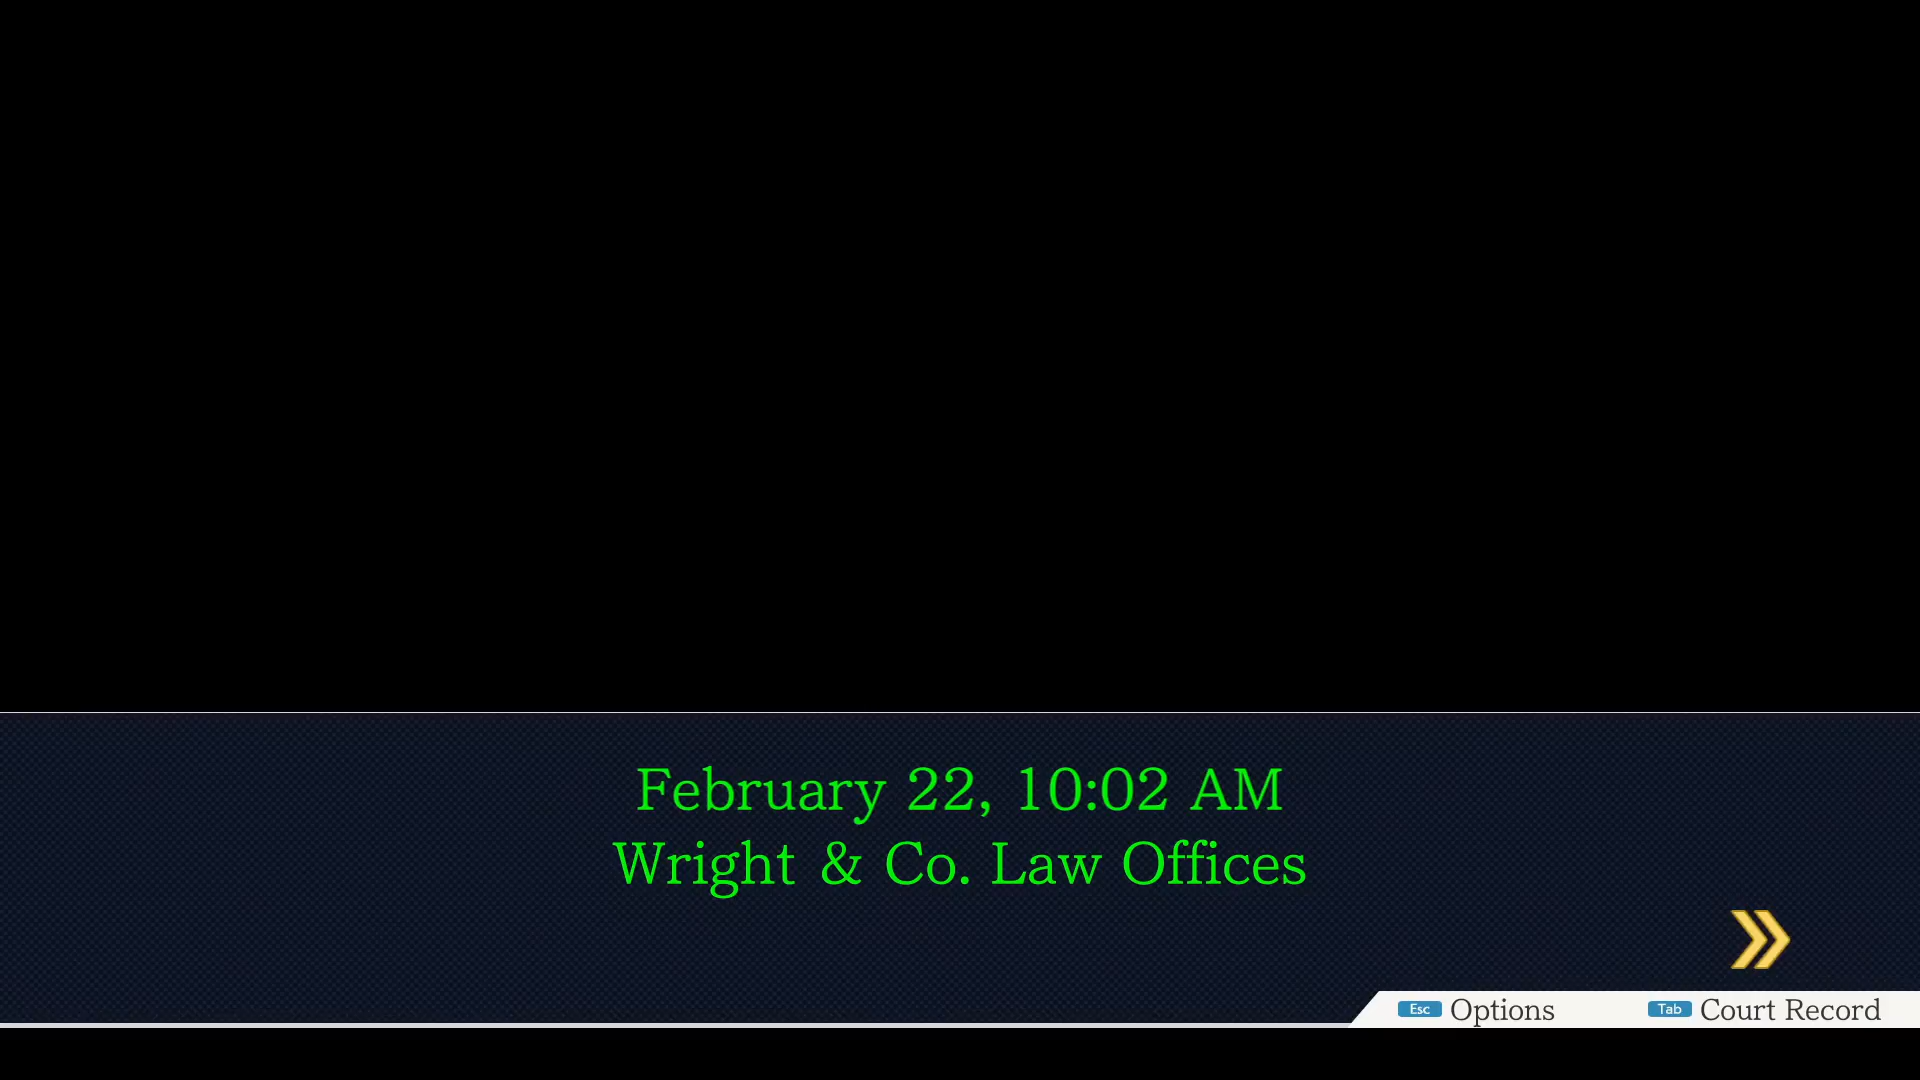 February 22, 10:02 AM
Wright & Co. Law Offices
Esc Options Tab Court Record